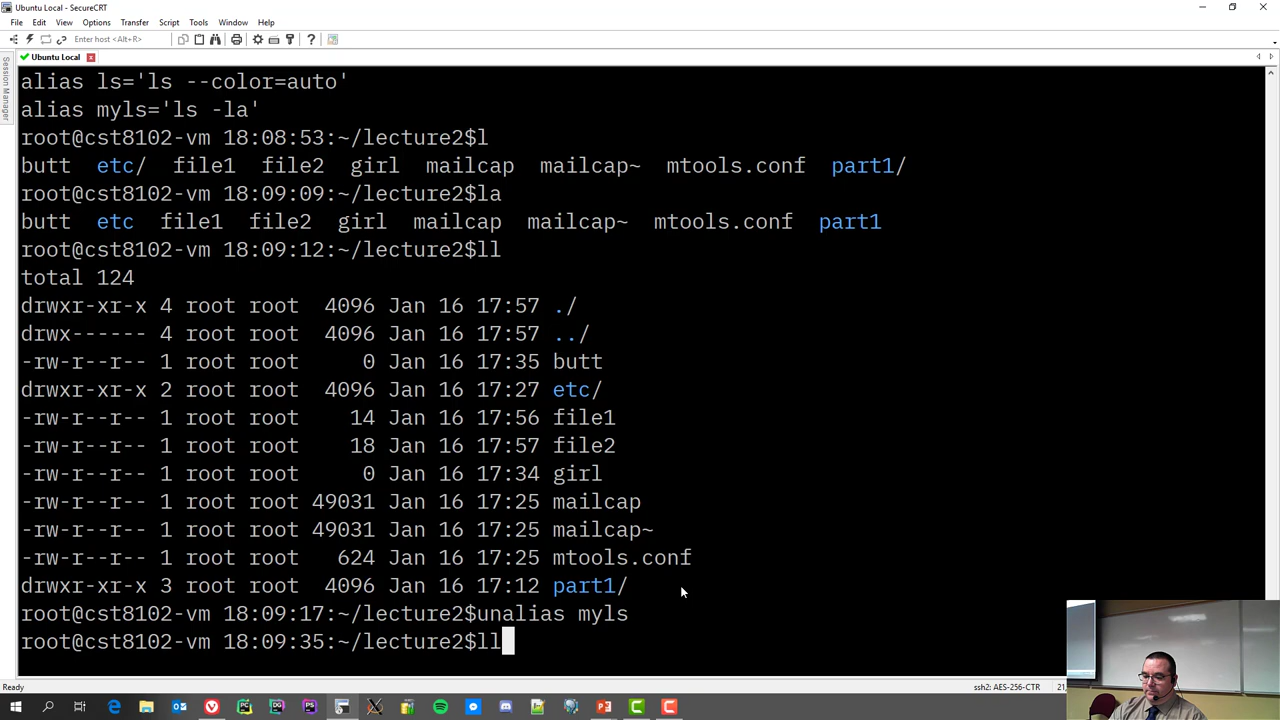 Ubuntu Local - SecureCRT
File Edit View Options Transfer Script Tools Window Help
Enter host <Alt+R>
Session Manager
Ubuntu Local
alias ls='ls --color=auto'
alias myls='ls -la'
root@cst8102-vm 18:08:53:~/lecture2$l
butt etc/ file1 file2 girl mailcap mailcap~ mtools.conf part1/
root@cst8102-vm 18:09:09:~/lecture2$la
butt etc file1 file2 girl mailcap mailcap~ mtools.conf part1
root@cst8102-vm 18:09:12:~/lecture2$ll
total 124
drwxr-xr-x 4 root root 4096 Jan 16 17:57 ./
drwx------ 4 root root 4096 Jan 16 17:57 ../
-rw-r--r-- 1 root root 0 Jan 16 17:35 butt
drwxr-xr-x 2 root root 4096 Jan 16 17:27 etc/
-rw-r--r-- 1 root root 14 Jan 16 17:56 file1
-rw-r--r-- 1 root root 18 Jan 16 17:57 file2
-rw-r--r-- 1 root root 0 Jan 16 17:34 girl
-rw-r--r-- 1 root root 49031 Jan 16 17:25 mailcap
-rw-r--r-- 1 root root 49031 Jan 16 17:25 mailcap~
-rw-r--r-- 1 root root 624 Jan 16 17:25 mtools.conf
drwxr-xr-x 3 root root 4096 Jan 16 17:12 part1/
root@cst8102-vm 18:09:17:~/lecture2$unalias myls
root@cst8102-vm 18:09:35:~/lecture2$ll
Ready ssh2: AES-256-CTR 21,